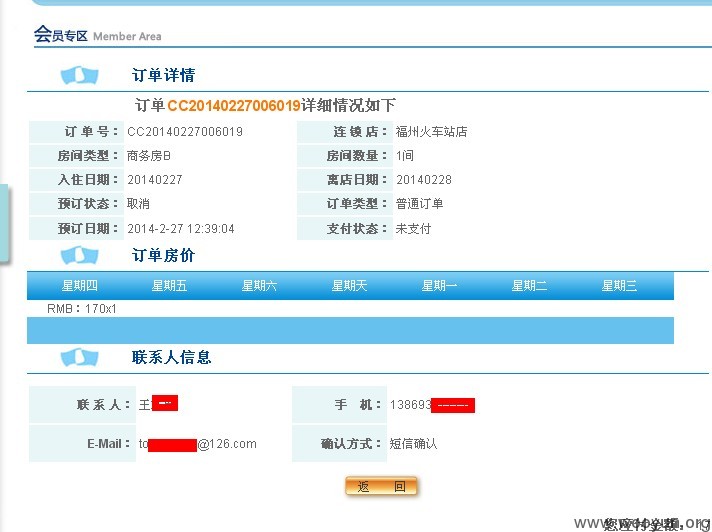 会员专区 Member Area
订单详情
订单CC20140227006019详细情况如下
订 单 号： CC20140227006019 连 锁 店： 福州火车站店
房间类型： 商务房B 房间数量： 1间
入住日期： 20140227 离店日期： 20140228
预订状态： 取消 订单类型： 普通订单
预订日期： 2014-2-27 12:39:04 支付状态： 未支付
订单房价
星期四 星期五 星期六 星期天 星期一 星期二 星期三
RMB：170x1
联系人信息
联 系 人： 王 手 机： 138693
E-Mail： to @126.com 确认方式： 短信确认
返 回
您应付金额：
www.wooyun.org